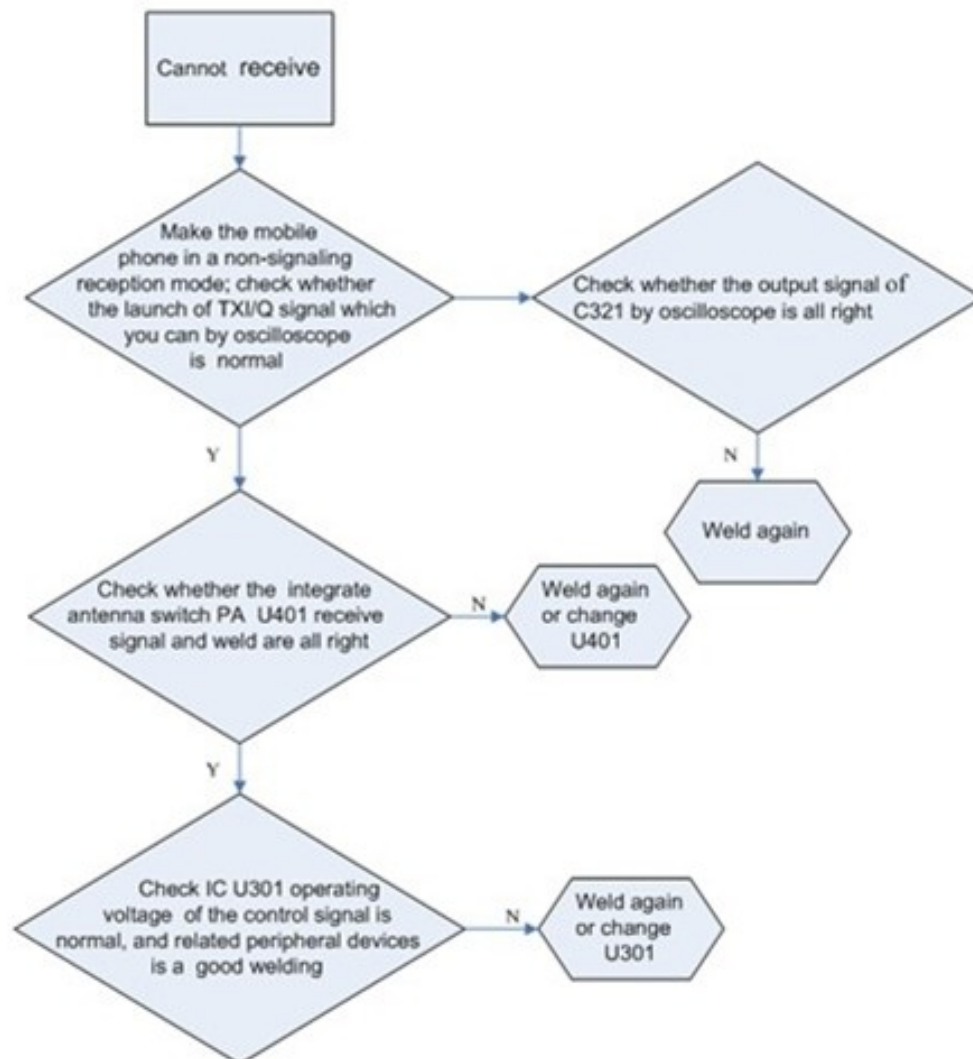 Cannot receive
Make the mobile
phone in a non-signaling
reception mode; check whether
the launch of TXI/Q signal which
you can by oscilloscope
is normal
Check whether the output signal of
C321 by oscilloscope is all right
Y
N
Weld again
Check whether the integrate
antenna switch PA U401 receive
signal and weld are all right
N
Weld again
or change
U401
Y
Check IC U301 operating
voltage of the control signal is
normal, and related peripheral devices
is a good welding
N
Weld again
or change
U301